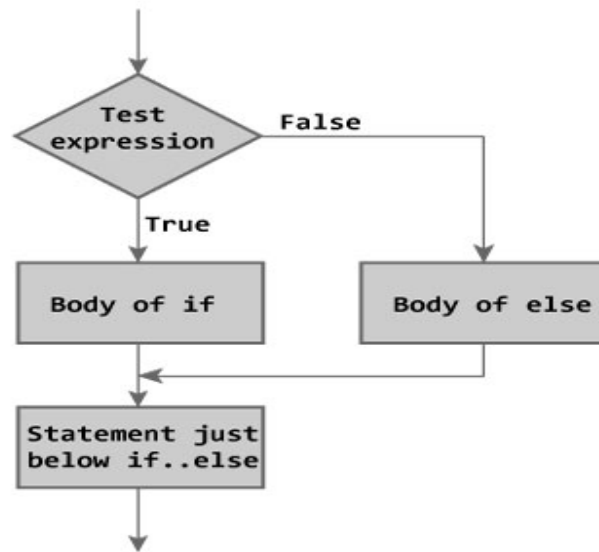 Test
expression
False
True
Body of if
Body of else
Statement just
below if..else